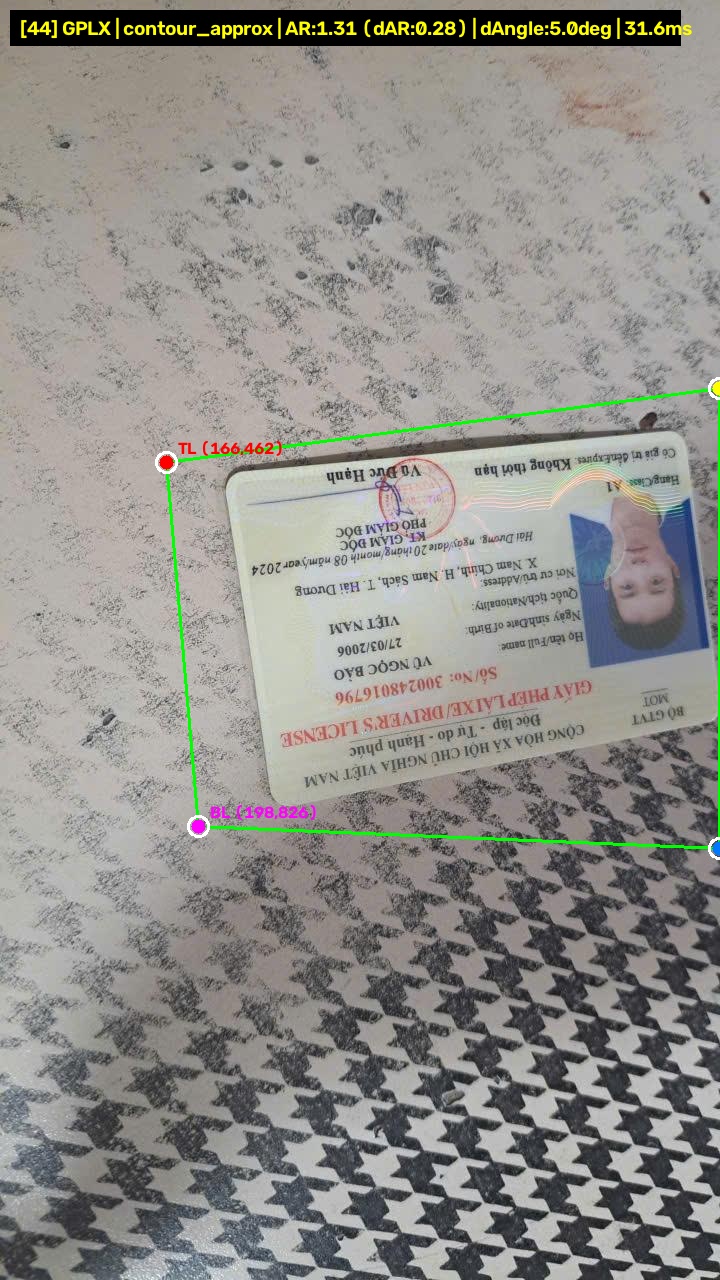 [44] GPLX | contour_approx | AR:1.31 (dAR:0.28) | dAngle:5.0deg | 31.6ms
TL (166,462)
BL (198,826)
BỘ GTVT
MOT
CỘNG HÒA XÃ HỘI CHỦ NGHĨA VIỆT NAM
Độc lập - Tự do - Hạnh phúc
GIẤY PHÉP LÁI XE/ DRIVER'S LICENSE
Số/No: 300248016796
Họ tên/Full name: VŨ NGỌC BẢO
Ngày sinh/Date of Birth: 27/03/2006
Quốc tịch/Nationality: VIỆT NAM
Nơi cư trú/Address:
X. Nam Chính, H. Nam Sách, T. Hải Dương
Hải Dương, ngày/date 20 tháng/month 08 năm/year 2024
KT. GIÁM ĐỐC
PHÓ GIÁM ĐỐC
Hạng/Class: A1
Có giá trị đến/Expires: Không thời hạn
Vũ Đức Hạnh